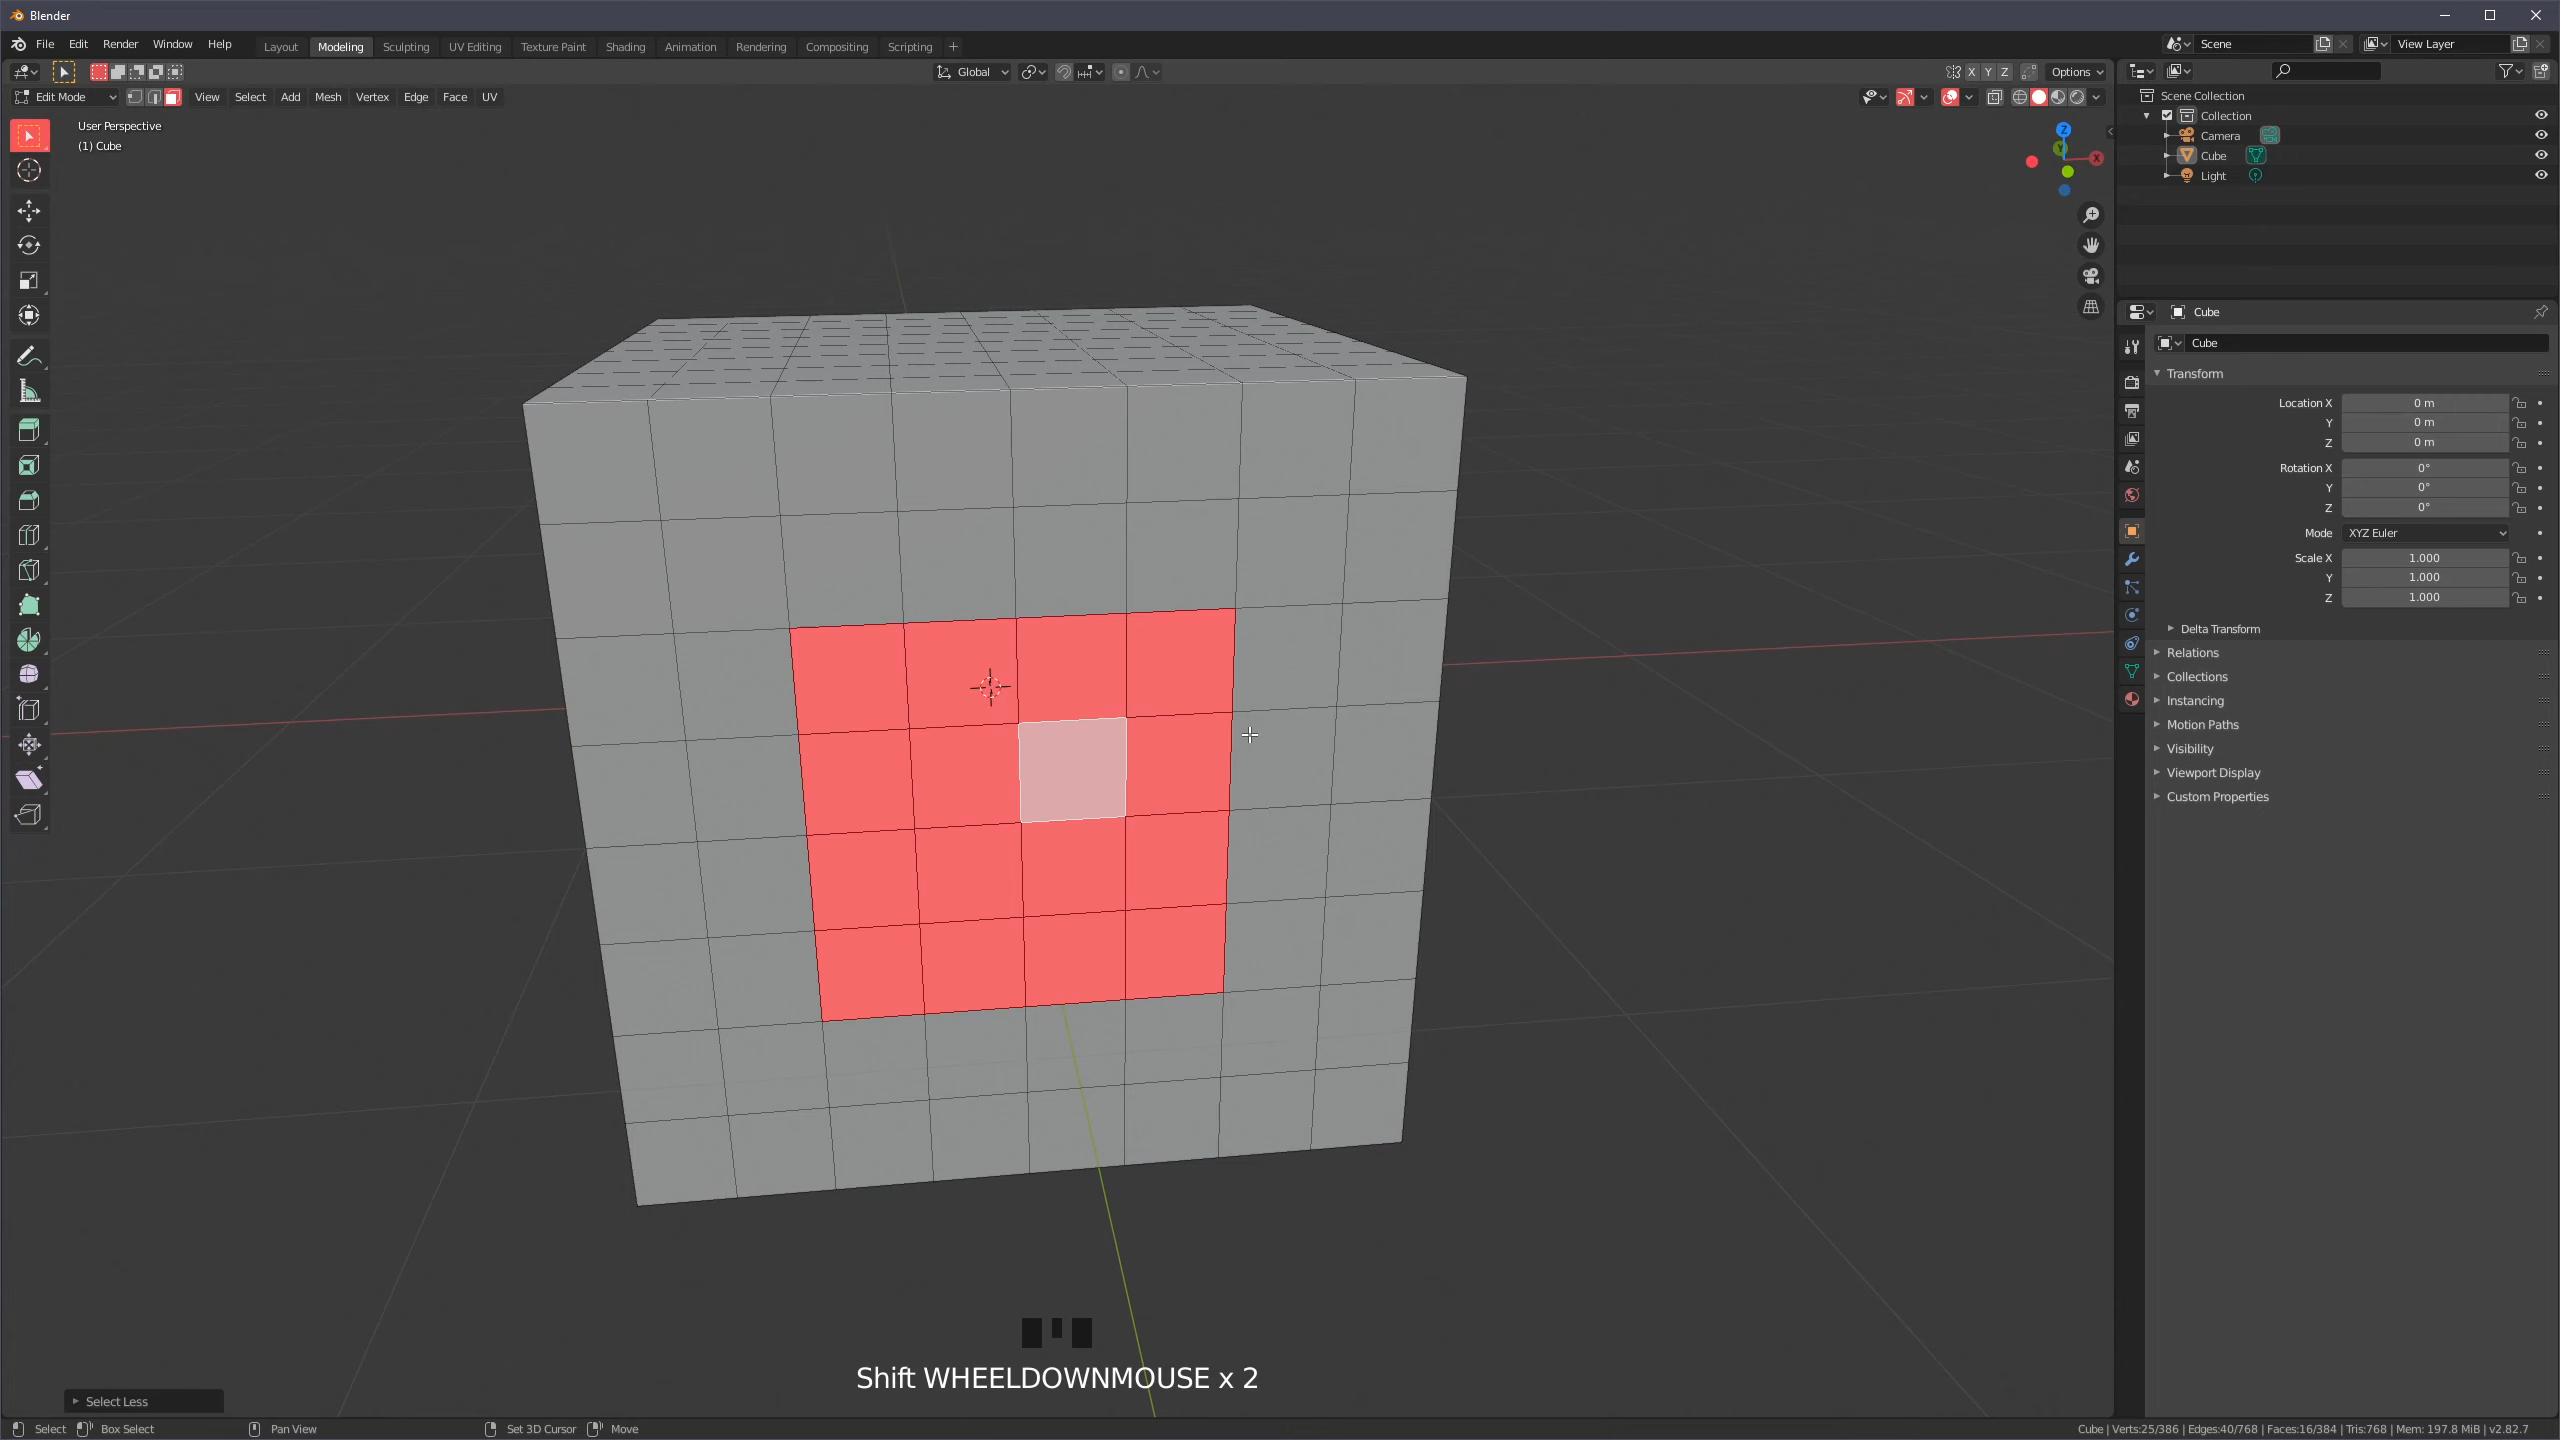 Blender
File Edit Render Window Help Layout Modeling Sculpting UV Editing Texture Paint Shading Animation Rendering Compositing Scripting + Scene View Layer
Global X Y Z Options
Edit Mode View Select Add Mesh Vertex Edge Face UV
User Perspective
(1) Cube
Z
Y
X
Scene Collection
Collection
Camera
Cube
Light
Cube
Cube
Transform
Location X 0 m
Y 0 m
Z 0 m
Rotation X 0°
Y 0°
Z 0°
Mode XYZ Euler
Scale X 1.000
Y 1.000
Z 1.000
Delta Transform
Relations
Collections
Instancing
Motion Paths
Visibility
Viewport Display
Custom Properties
Shift WHEELDOWNMOUSE x 2
Select Less
Select Box Select Pan View Set 3D Cursor Move Cube | Verts:25/386 | Edges:40/768 | Faces:16/384 | Tris:768 | Mem: 197.8 MiB | v2.82.7